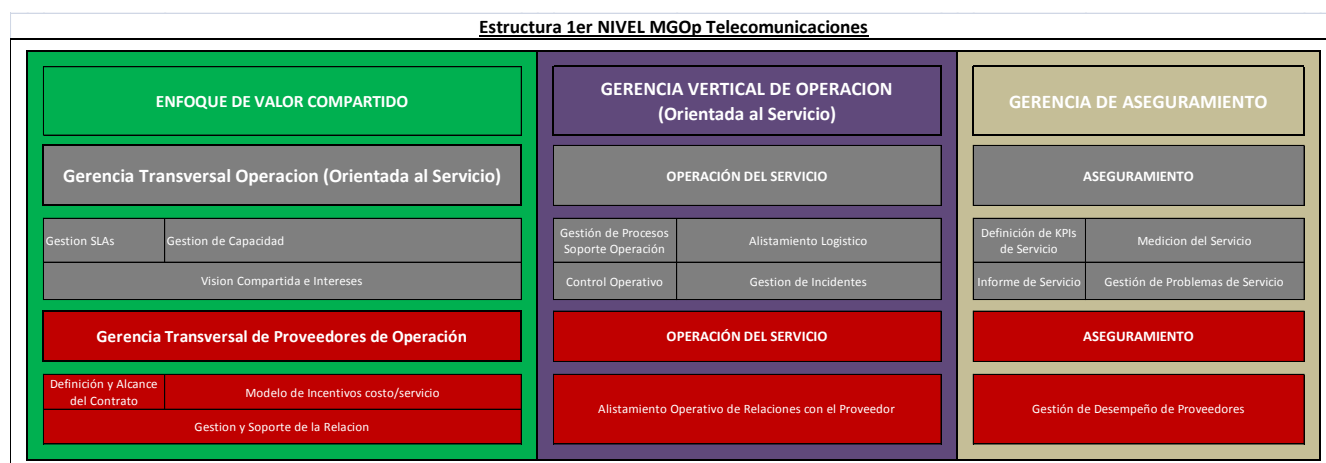 Estructura 1er NIVEL MGOp Telecomunicaciones
ENFOQUE DE VALOR COMPARTIDO
GERENCIA VERTICAL DE OPERACION
(Orientada al Servicio)
GERENCIA DE ASEGURAMIENTO
Gerencia Transversal Operacion (Orientada al Servicio)
OPERACIÓN DEL SERVICIO
ASEGURAMIENTO
Gestion SLAs
Gestion de Capacidad
Gestión de Procesos
Soporte Operación
Alistamiento Logistico
Definición de KPIs
de Servicio
Medicion del Servicio
Vision Compartida e Intereses
Control Operativo
Gestion de Incidentes
Informe de Servicio
Gestión de Problemas de Servicio
Gerencia Transversal de Proveedores de Operación
OPERACIÓN DEL SERVICIO
ASEGURAMIENTO
Definición y Alcance
del Contrato
Modelo de Incentivos costo/servicio
Gestion y Soporte de la Relacion
Alistamiento Operativo de Relaciones con el Proveedor
Gestión de Desempeño de Proveedores